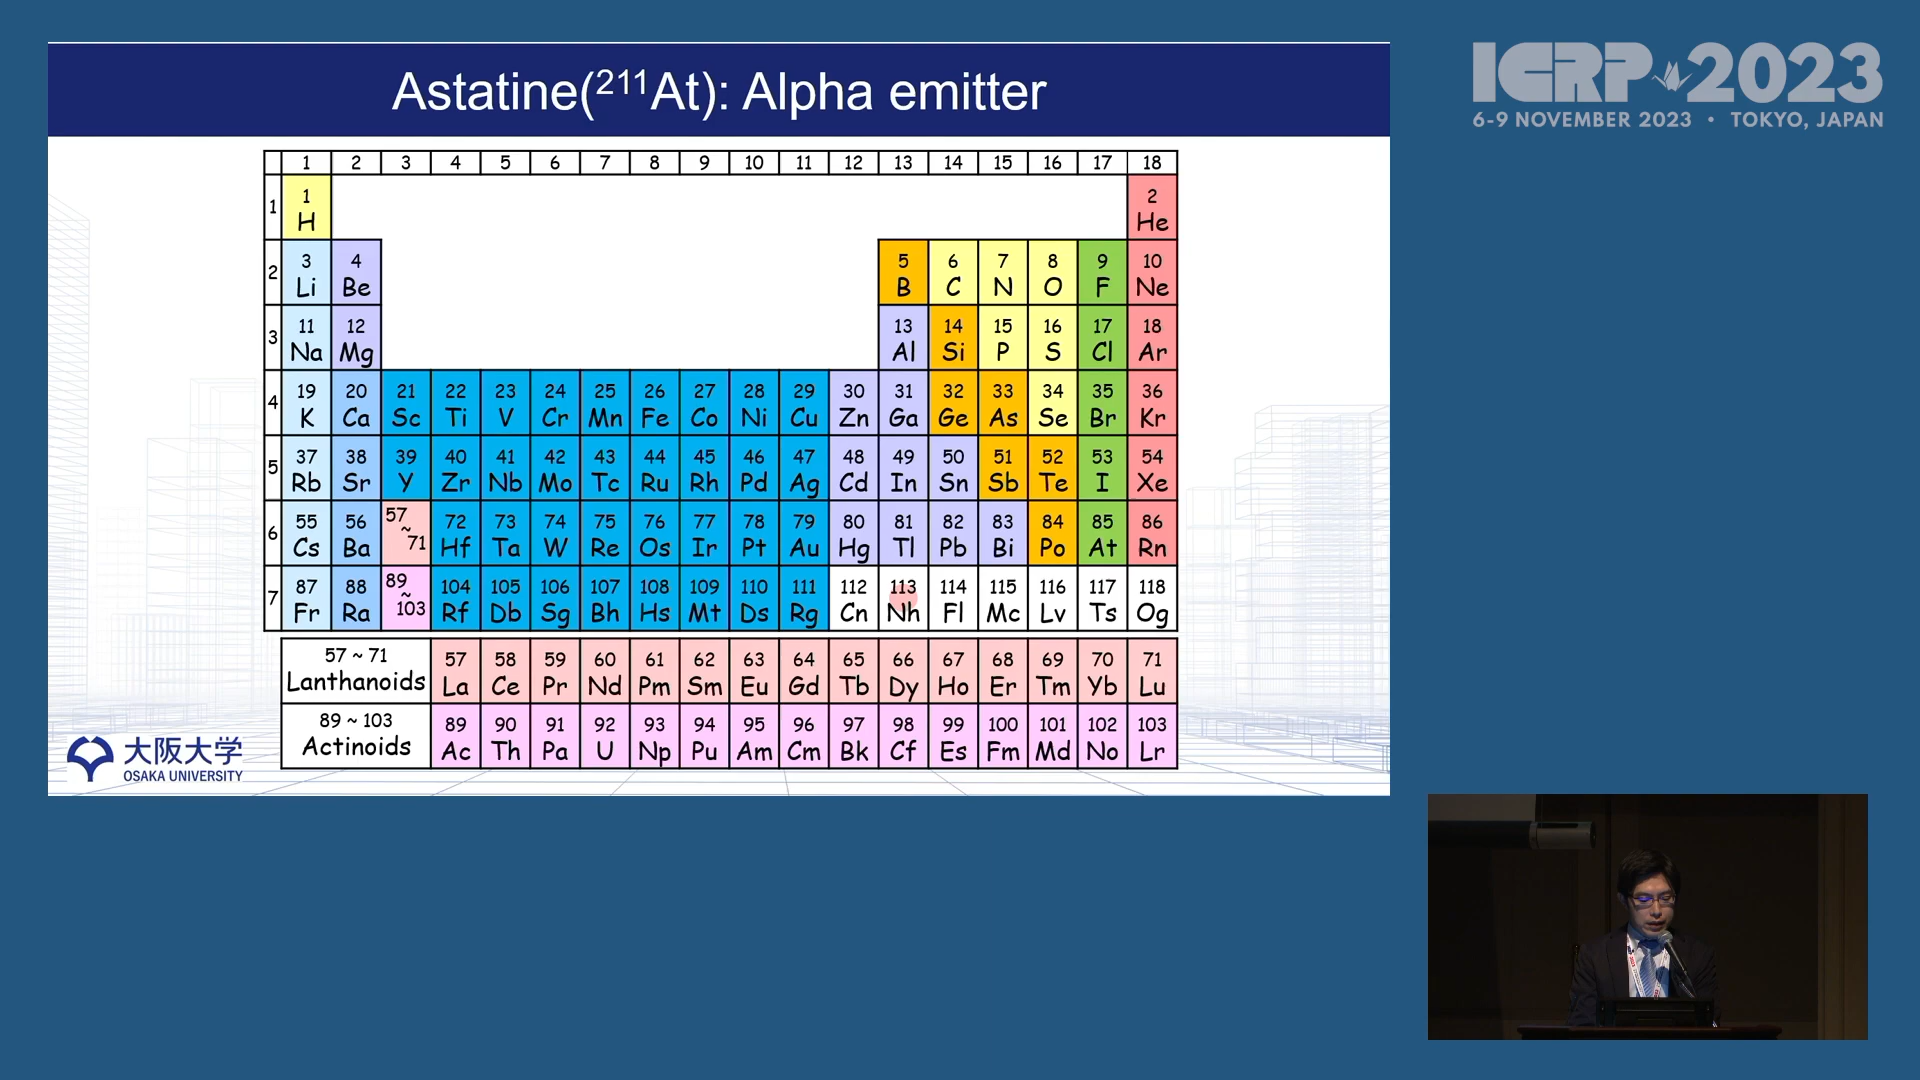 Astatine(²¹¹At): Alpha emitter
ICRP 2023
6-9 NOVEMBER 2023 • TOKYO, JAPAN
1 2 3 4 5 6 7 8 9 10 11 12 13 14 15 16 17 18
1
1 2
H He
2
3 4 5 6 7 8 9 10
Li Be B C N O F Ne
3
11 12 13 14 15 16 17 18
Na Mg Al Si P S Cl Ar
4
19 20 21 22 23 24 25 26 27 28 29 30 31 32 33 34 35 36
K Ca Sc Ti V Cr Mn Fe Co Ni Cu Zn Ga Ge As Se Br Kr
5
37 38 39 40 41 42 43 44 45 46 47 48 49 50 51 52 53 54
Rb Sr Y Zr Nb Mo Tc Ru Rh Pd Ag Cd In Sn Sb Te I Xe
6
55 56 57~71 72 73 74 75 76 77 78 79 80 81 82 83 84 85 86
Cs Ba Hf Ta W Re Os Ir Pt Au Hg Tl Pb Bi Po At Rn
7
87 88 89~103 104 105 106 107 108 109 110 111 112 113 114 115 116 117 118
Fr Ra Rf Db Sg Bh Hs Mt Ds Rg Cn Nh Fl Mc Lv Ts Og
57 ~ 71 57 58 59 60 61 62 63 64 65 66 67 68 69 70 71
Lanthanoids La Ce Pr Nd Pm Sm Eu Gd Tb Dy Ho Er Tm Yb Lu
89 ~ 103 89 90 91 92 93 94 95 96 97 98 99 100 101 102 103
Actinoids Ac Th Pa U Np Pu Am Cm Bk Cf Es Fm Md No Lr
大阪大学
OSAKA UNIVERSITY